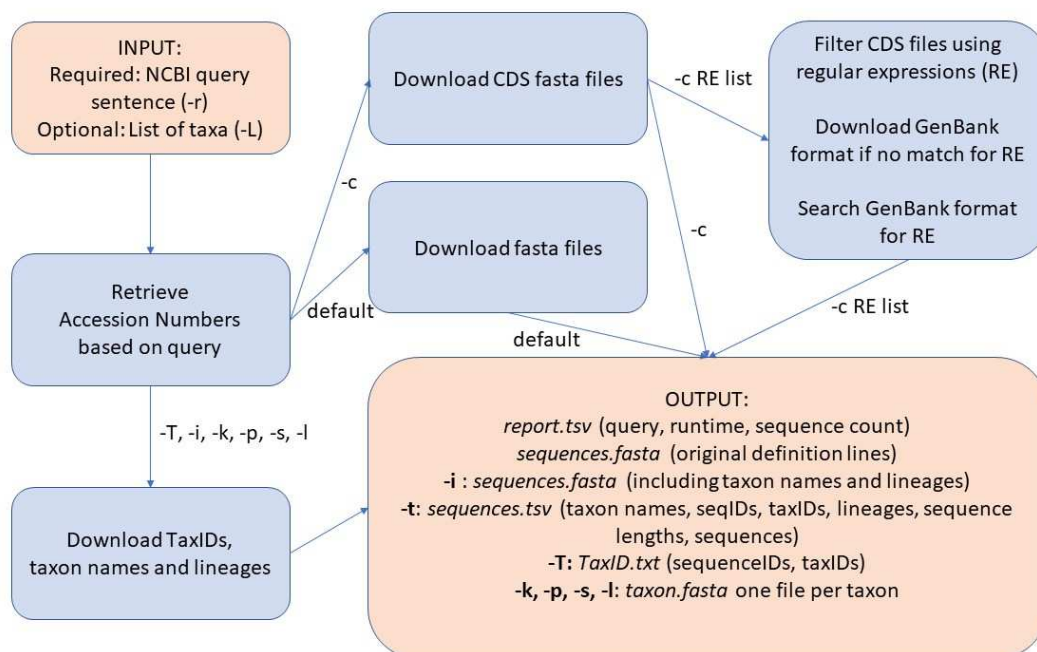 INPUT:
Required: NCBI query
sentence (-r)
Optional: List of taxa (-L)
Retrieve
Accession Numbers
based on query
-T, -i, -k, -p, -s, -l
Download TaxIDs,
taxon names and lineages
-c
default
Download CDS fasta files
Download fasta files
default
-c
-c RE list
Filter CDS files using
regular expressions (RE)
Download GenBank
format if no match for RE
Search GenBank format
for RE
-c RE list
OUTPUT:
report.tsv (query, runtime, sequence count)
sequences.fasta (original definition lines)
-i : sequences.fasta (including taxon names and lineages)
-t: sequences.tsv (taxon names, seqIDs, taxIDs, lineages, sequence
lengths, sequences)
-T: TaxID.txt (sequenceIDs, taxIDs)
-k, -p, -s, -l: taxon.fasta one file per taxon